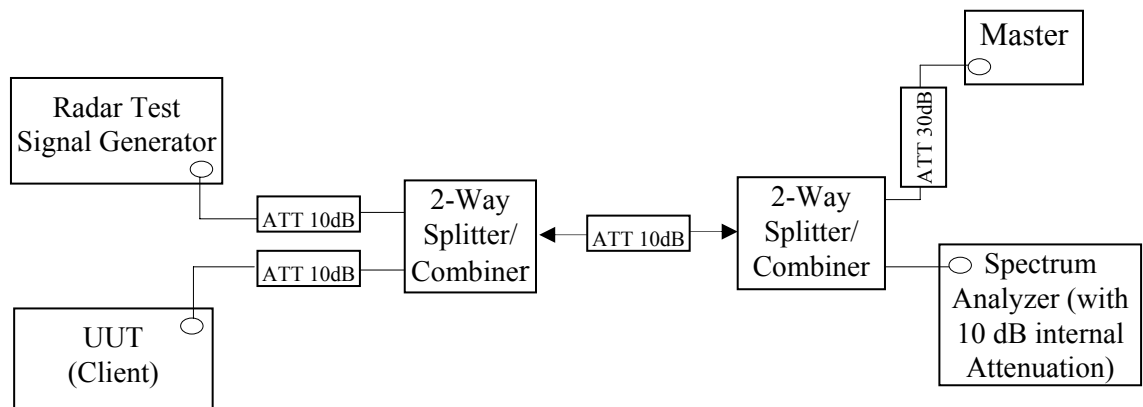 Radar Test
Signal Generator
ATT 10dB
ATT 10dB
UUT
(Client)
2-Way
Splitter/
Combiner
ATT 10dB
2-Way
Splitter/
Combiner
ATT 30dB
Master
Spectrum
Analyzer (with
10 dB internal
Attenuation)